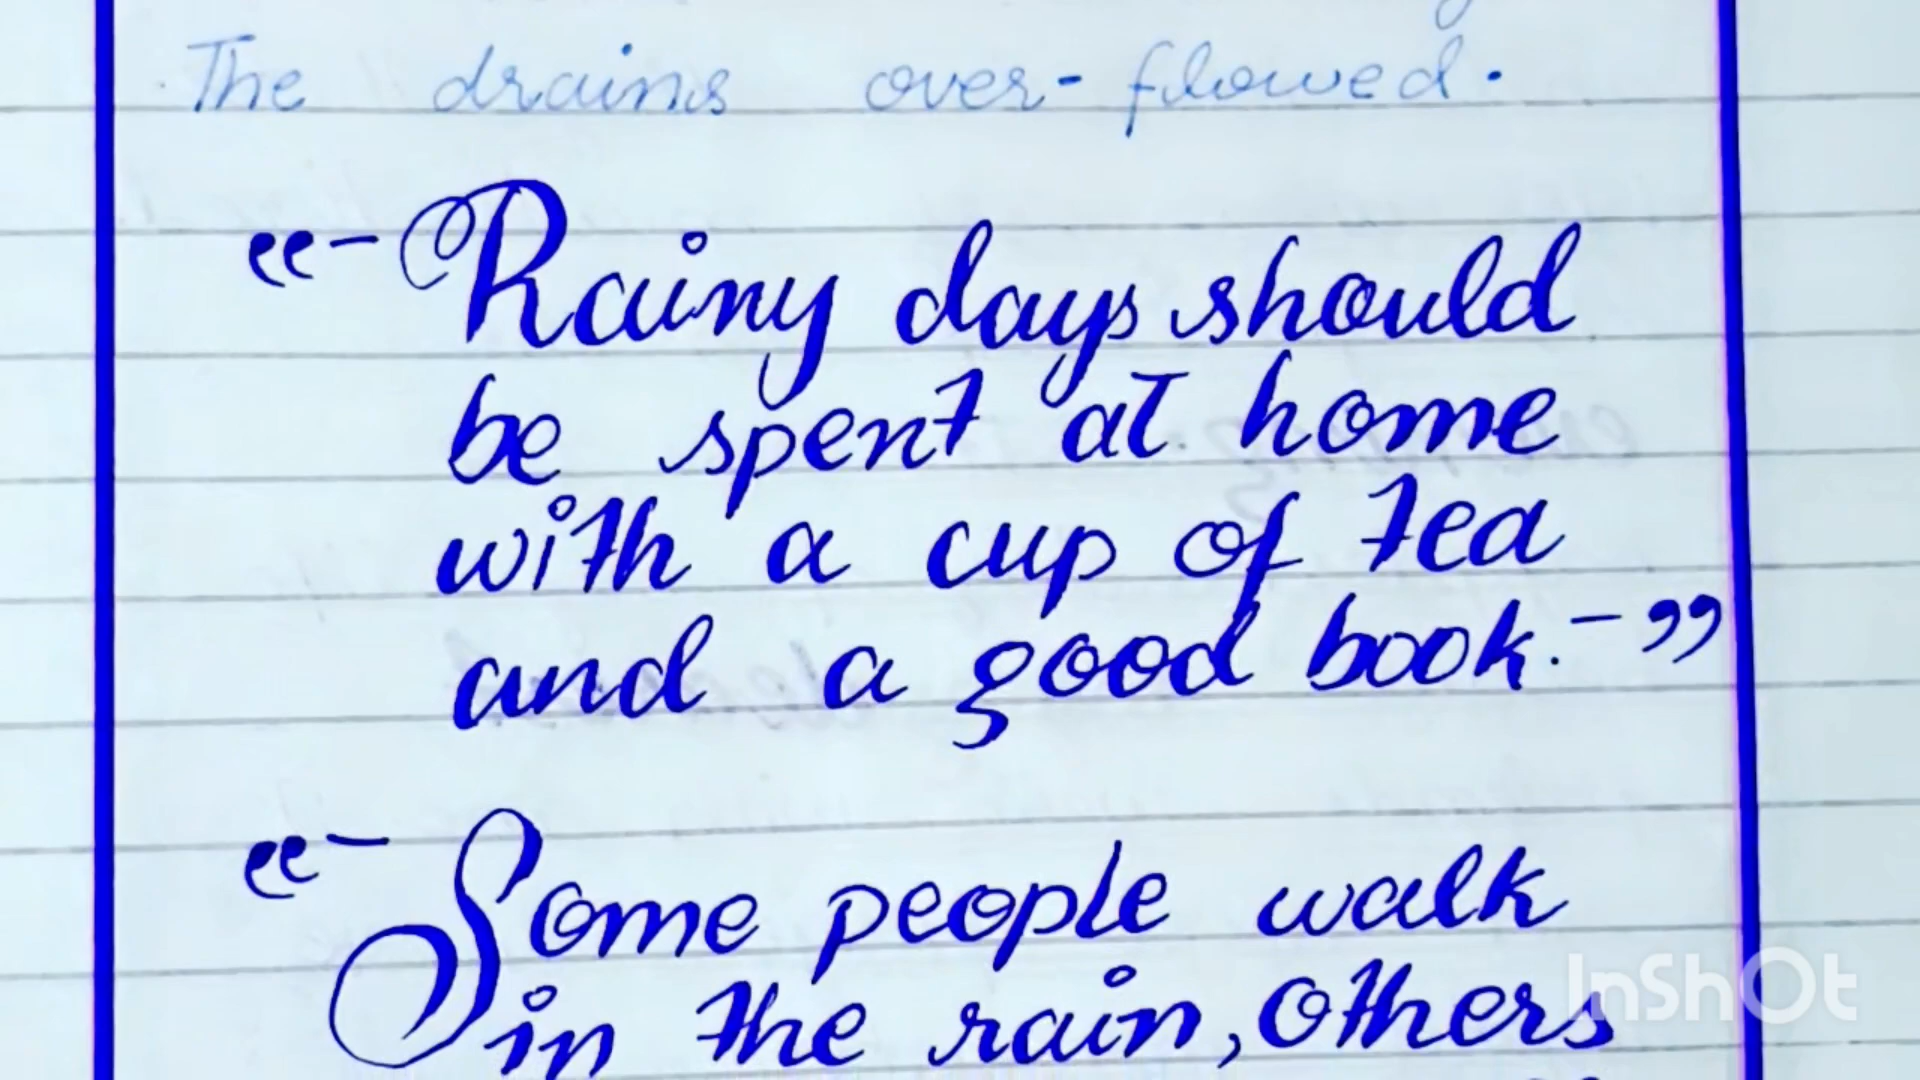 The drains over-flowed.
“- Rainy days should
be spent at home
with a cup of tea
and a good book. -”
“- Some people walk
in the rain, others
InShOt